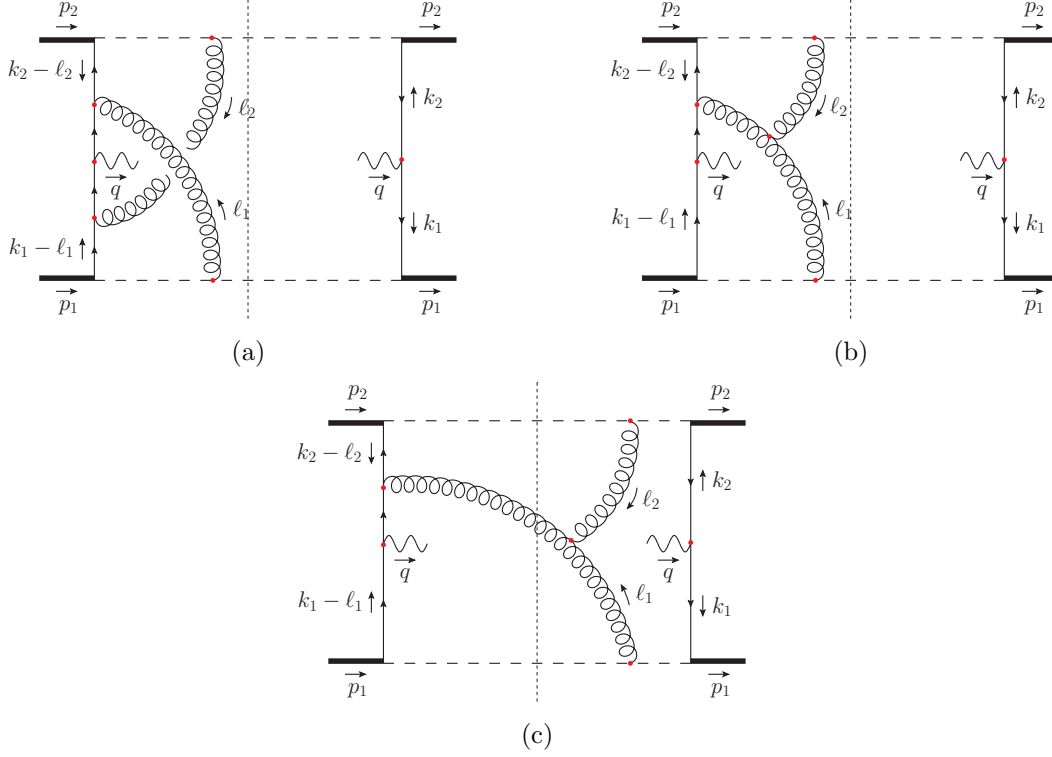 p₂ p₂ p₂ p₂
k₂ − ℓ₂ ℓ₂ k₂ k₂ − ℓ₂ ℓ₂ k₂
q q q q
k₁ − ℓ₁ ℓ₁ k₁ k₁ − ℓ₁ ℓ₁ k₁
p₁ p₁ p₁ p₁
(a) (b)
p₂ p₂
k₂ − ℓ₂ ℓ₂ k₂
q q
k₁ − ℓ₁ ℓ₁ k₁
p₁ p₁
(c)